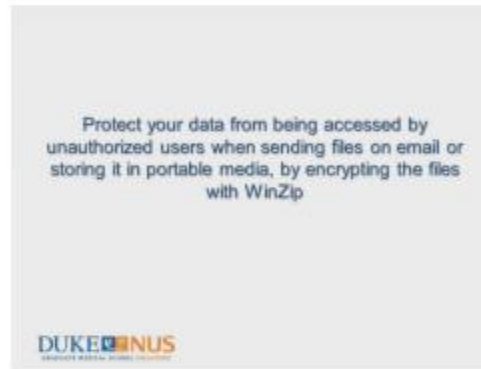 Protect your data from being accessed by
unauthorized users when sending files on email or
storing it in portable media, by encrypting the files
with WinZip
DUKE NUS